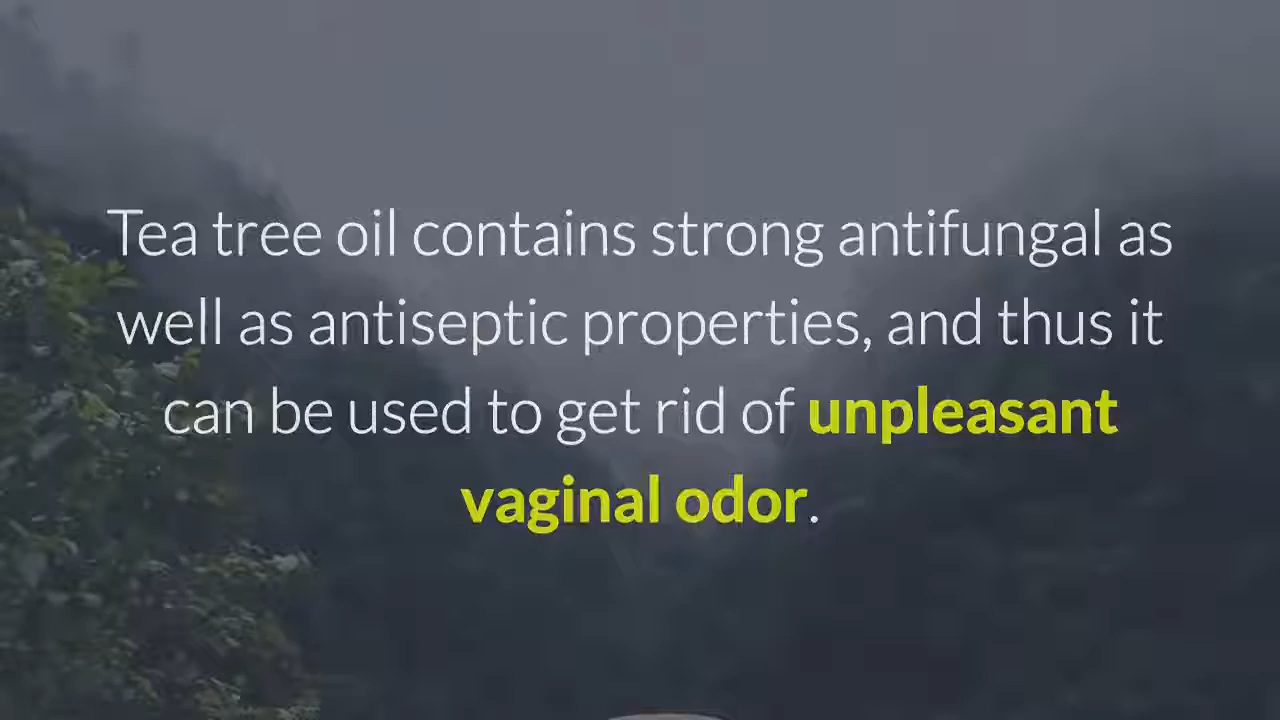 Tea tree oil contains strong antifungal as
well as antiseptic properties, and thus it
can be used to get rid of unpleasant
vaginal odor.